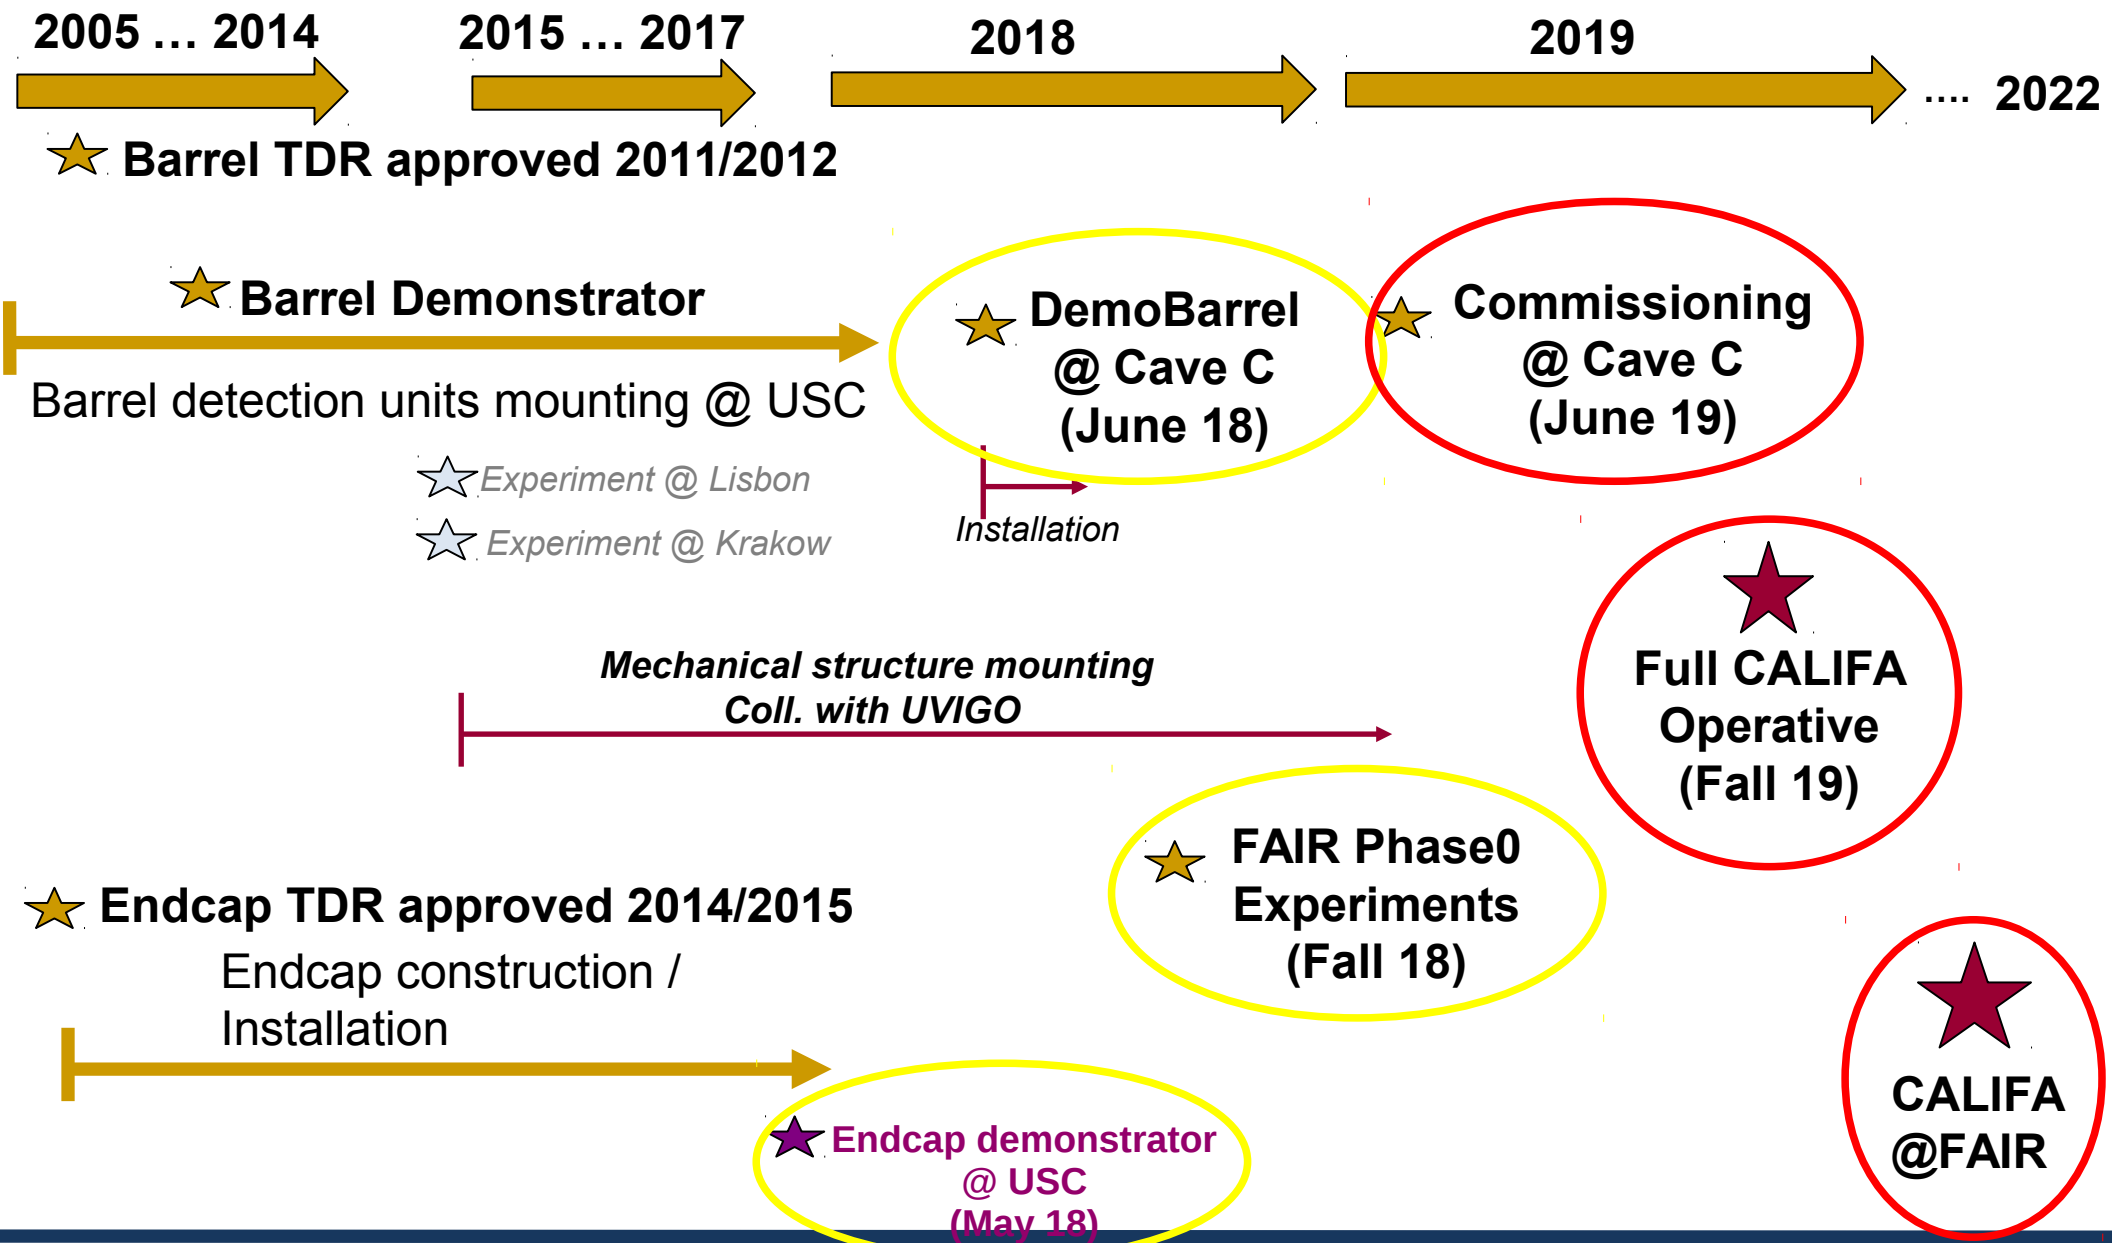 2005 ... 2014
2015 ... 2017
2018
2019
.... 2022
Barrel TDR approved 2011/2012
Barrel Demonstrator
Barrel detection units mounting @ USC
Experiment @ Lisbon
Experiment @ Krakow
DemoBarrel
@ Cave C
(June 18)
Installation
Commissioning
@ Cave C
(June 19)
Mechanical structure mounting
Coll. with UVIGO
Full CALIFA
Operative
(Fall 19)
FAIR Phase0
Experiments
(Fall 18)
Endcap TDR approved 2014/2015
Endcap construction /
Installation
Endcap demonstrator
@ USC
(May 18)
CALIFA
@FAIR